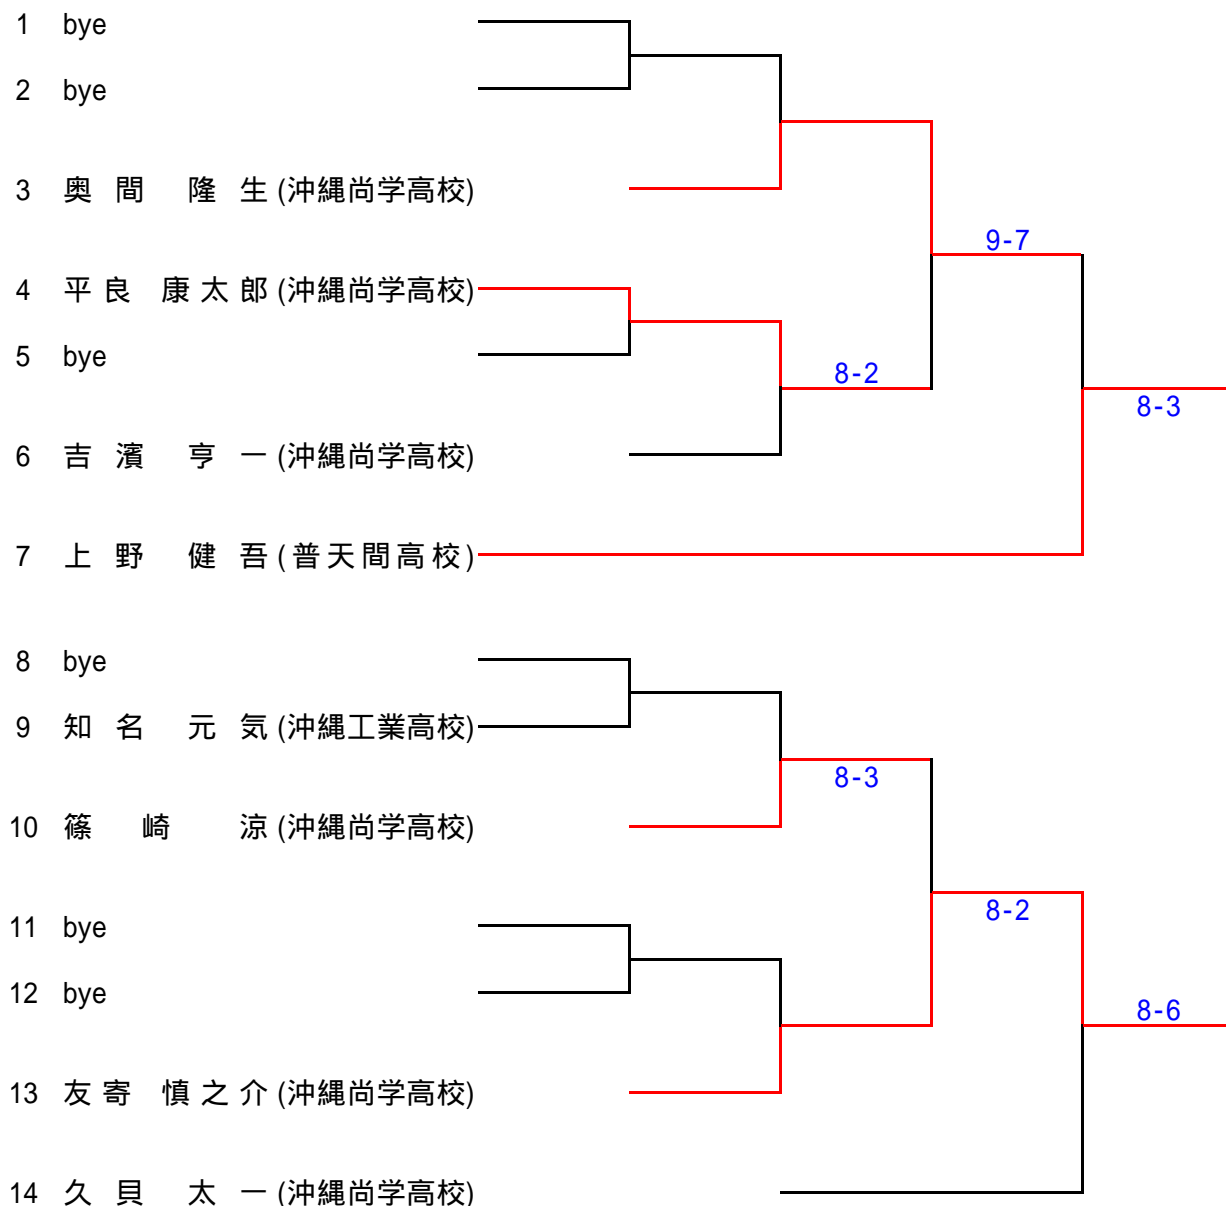 1 bye
2 bye
3 奥間 隆生 (沖縄尚学高校)
9-7
4 平良 康太郎 (沖縄尚学高校)
5 bye
8-2
8-3
6 吉濱 亨一 (沖縄尚学高校)
7 上野 健吾 (普天間高校)
8 bye
9 知名 元気 (沖縄工業高校)
8-3
10 篠崎 涼 (沖縄尚学高校)
11 bye
8-2
12 bye
8-6
13 友寄 慎之介 (沖縄尚学高校)
14 久貝 太一 (沖縄尚学高校)